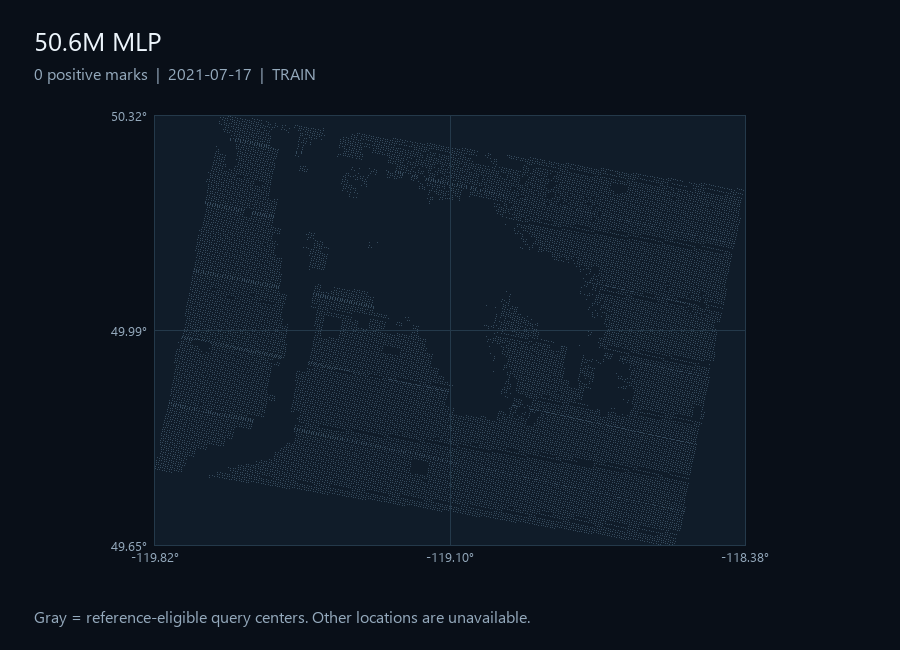 50.6M MLP
0 positive marks | 2021-07-17 | TRAIN
50.32°
49.99°
49.65°
-119.82°
-119.10°
-118.38°
Gray = reference-eligible query centers. Other locations are unavailable.